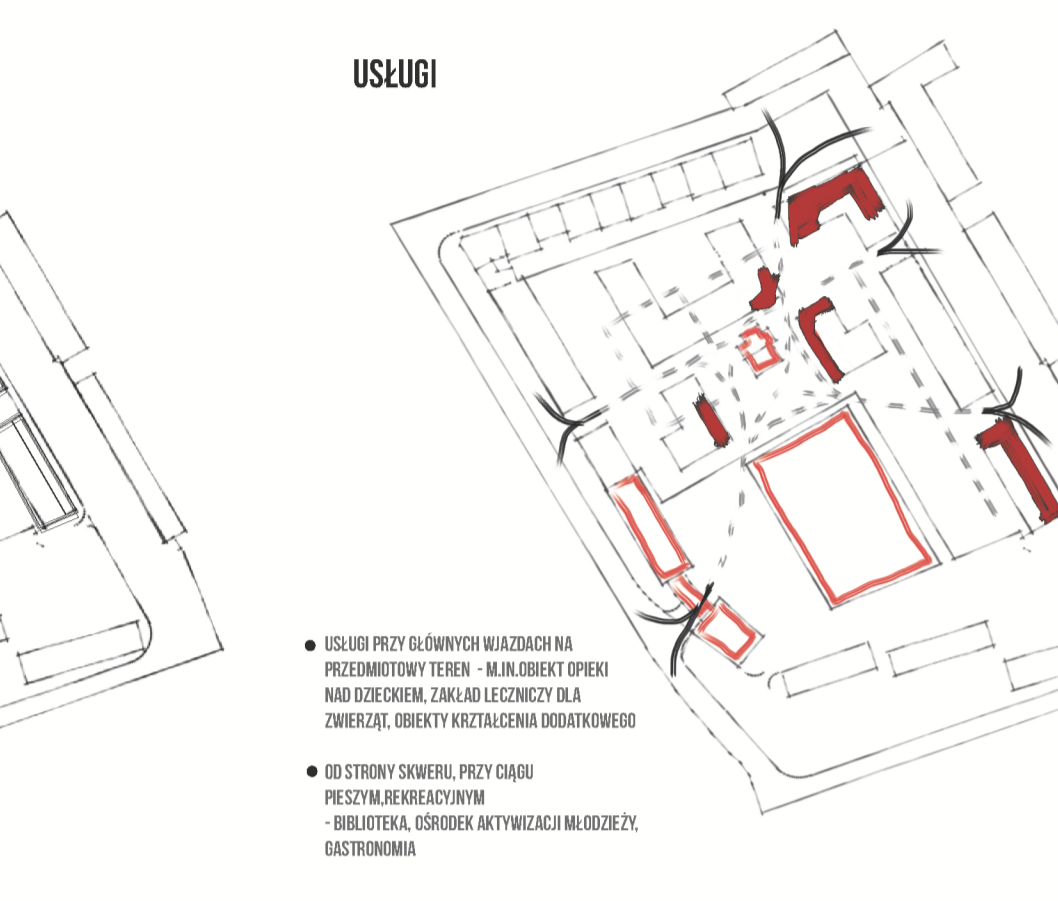 USŁUGI
● USŁUGI PRZY GŁÓWNYCH WJAZDACH NA
PRZEDMIOTOWY TEREN - M.IN.OBIEKT OPIEKI
NAD DZIECKIEM, ZAKŁAD LECZNICZY DLA
ZWIERZĄT, OBIEKTY KRZTAŁCENIA DODATKOWEGO
● OD STRONY SKWERU, PRZY CIĄGU
PIESZYM,REKREACYJNYM
- BIBLIOTEKA, OŚRODEK AKTYWIZACJI MŁODZIEŻY,
GASTRONOMIA